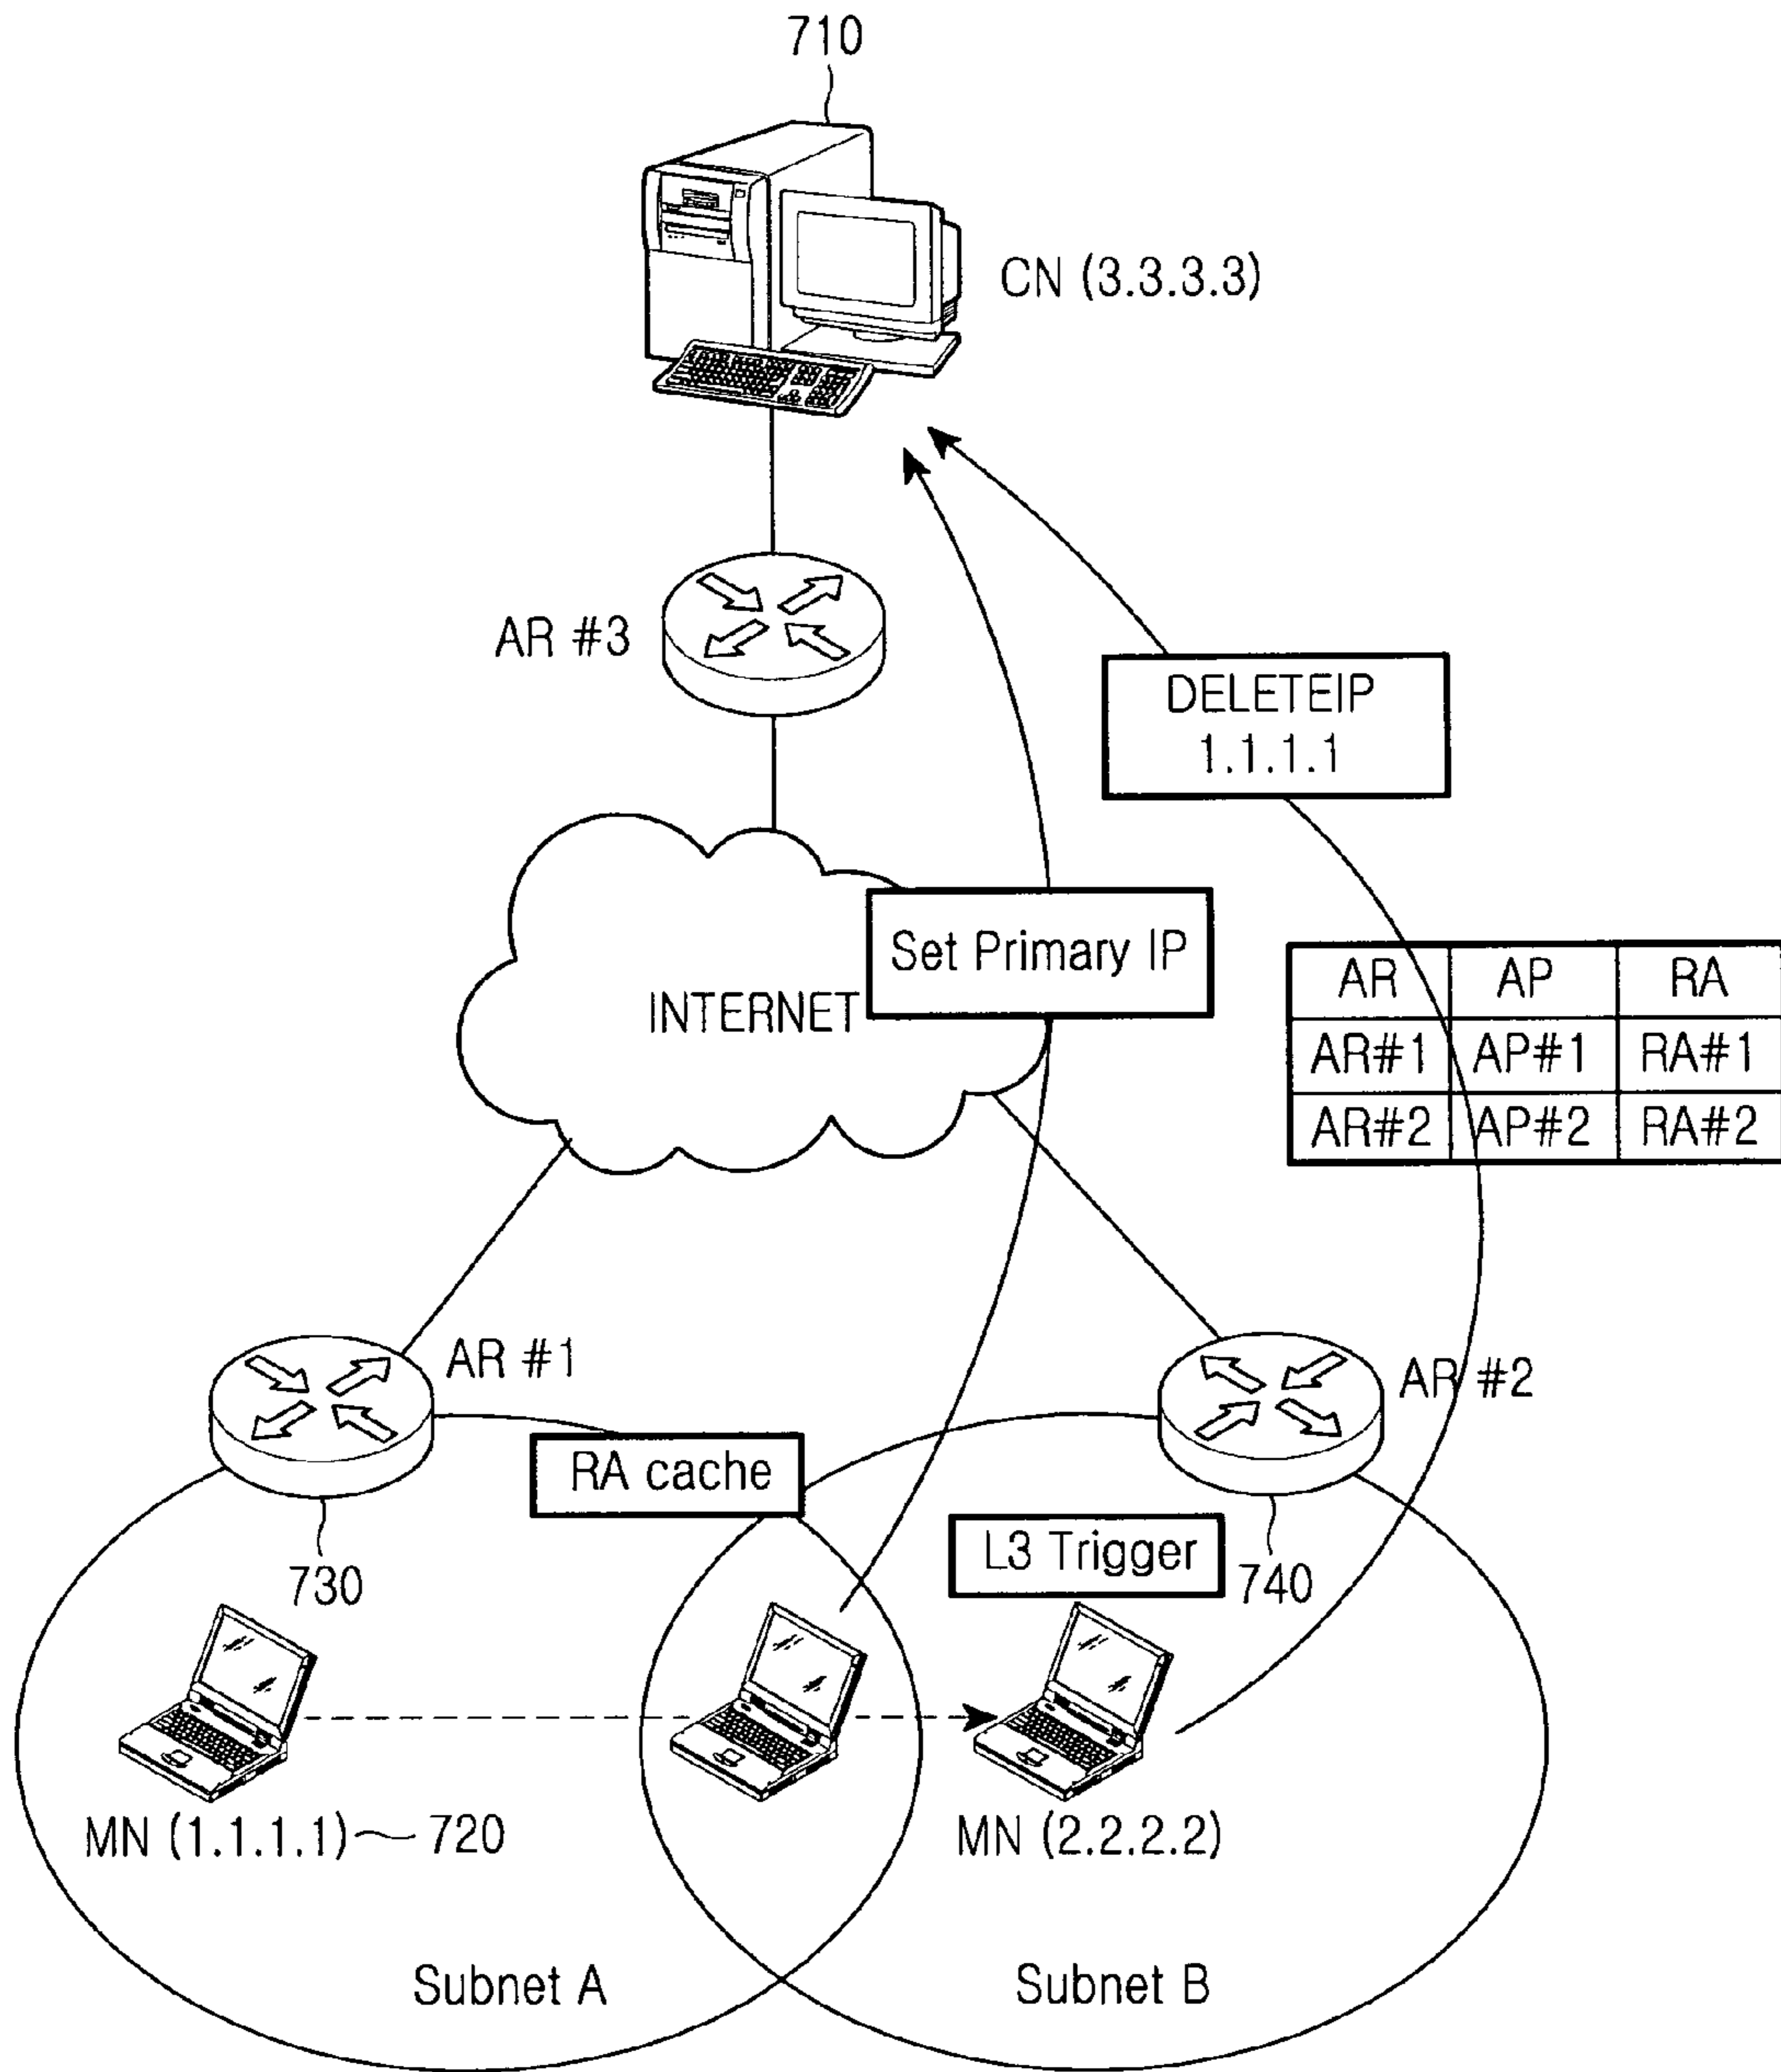 710
CN (3.3.3.3)
AR #3
DELETEIP
1.1.1.1
Set Primary IP
INTERNET
AR AP RA
AR#1 AP#1 RA#1
AR#2 AP#2 RA#2
AR #1
AR #2
RA cache
L3 Trigger
730
740
MN (1.1.1.1) 720
MN (2.2.2.2)
Subnet A
Subnet B